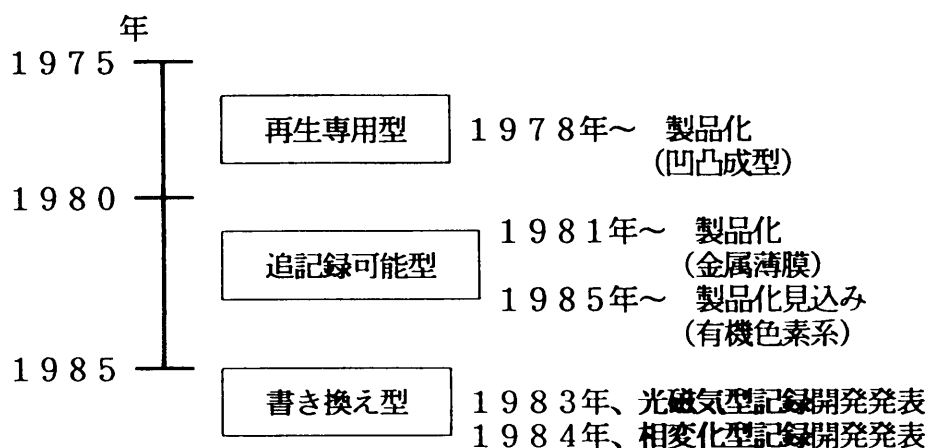 年
１９７５
再生専用型 １９７８年～ 製品化
(凹凸成型)
１９８０
１９８１年～ 製品化
追記録可能型 (金属薄膜)
１９８５年～ 製品化見込み
(有機色素系)
１９８５
書き換え型 １９８３年、光磁気型記録開発発表
１９８４年、相変化型記録開発発表